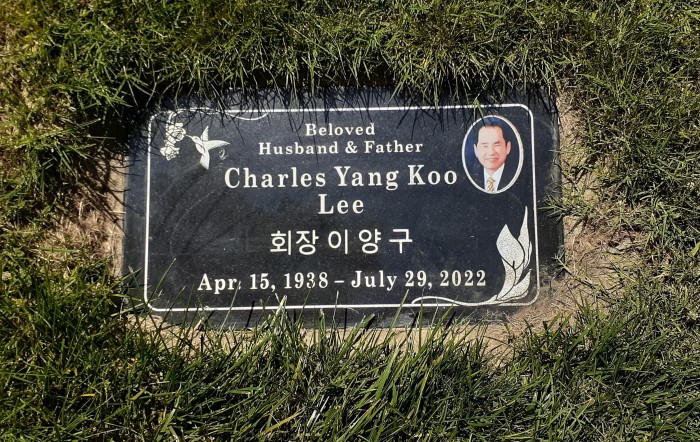 Beloved
Husband & Father
Charles Yang Koo
Lee
회장 이 양 구
Apr. 15, 1938 – July 29, 2022